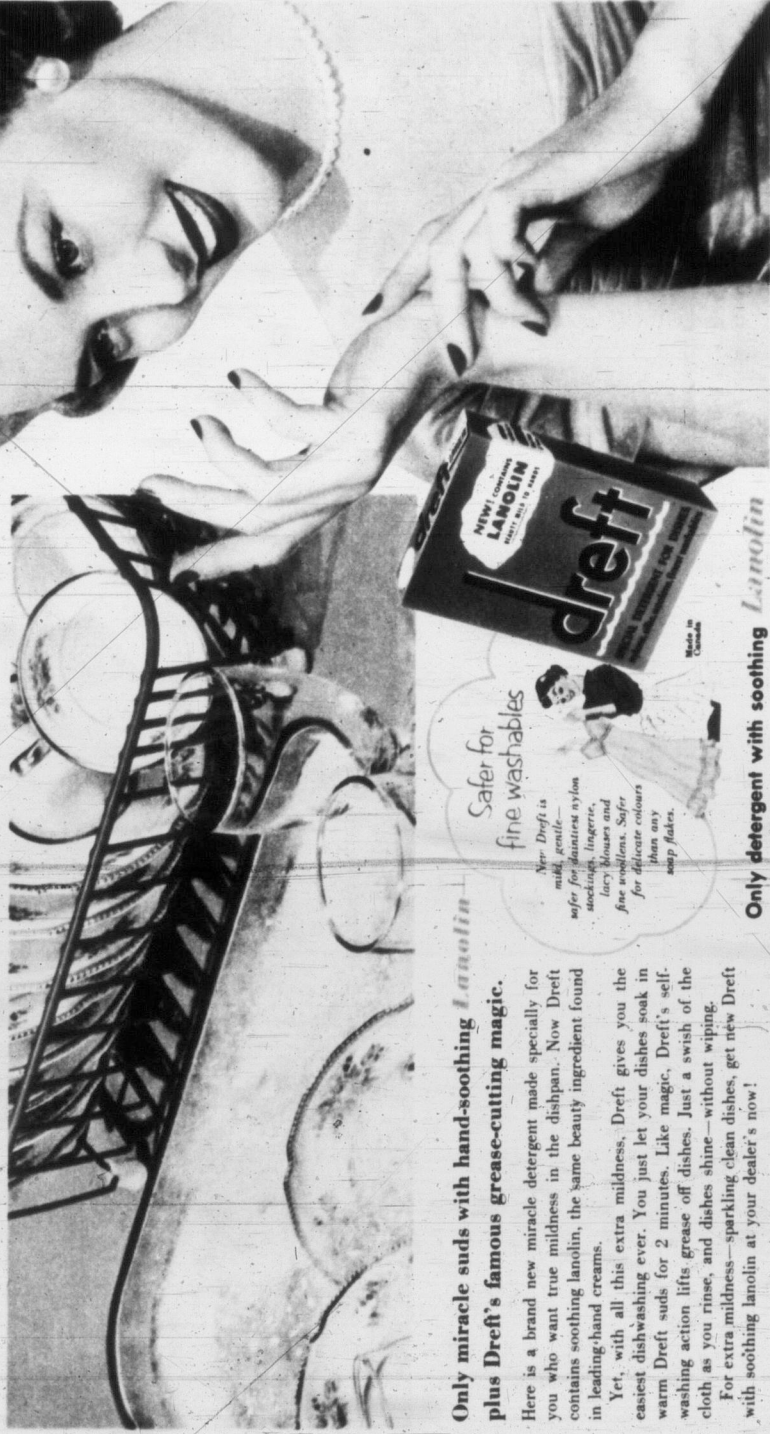 Only miracle suds with hand-soothing Lanolin
plus Dreft's famous grease-cutting magic.
Here is a brand new miracle detergent made specially for
you who want true mildness in the dishpan. Now Dreft
contains soothing lanolin, the same beauty ingredient found
in leading hand creams.
Yet, with all this extra mildness, Dreft gives you the
easiest dishwashing ever. You just let your dishes soak in
warm Dreft suds for 2 minutes. Like magic, Dreft's self-
washing action lifts grease off dishes. Just a swish of the
cloth as you rinse, and dishes shine—without wiping.
For extra mildness—sparkling clean dishes, get new Dreft
with soothing lanolin at your dealer's now!
Safer for
fine washables
New Dreft is
mild, gentle—
safer for daintiest nylon
stockings, lingerie,
lacy blouses and
fine woollens. Safer
for delicate colours
than any
soap flakes.
dreft
NEW! CONTAINS
LANOLIN
dreft
Made in
Canada
Only detergent with soothing Lanolin